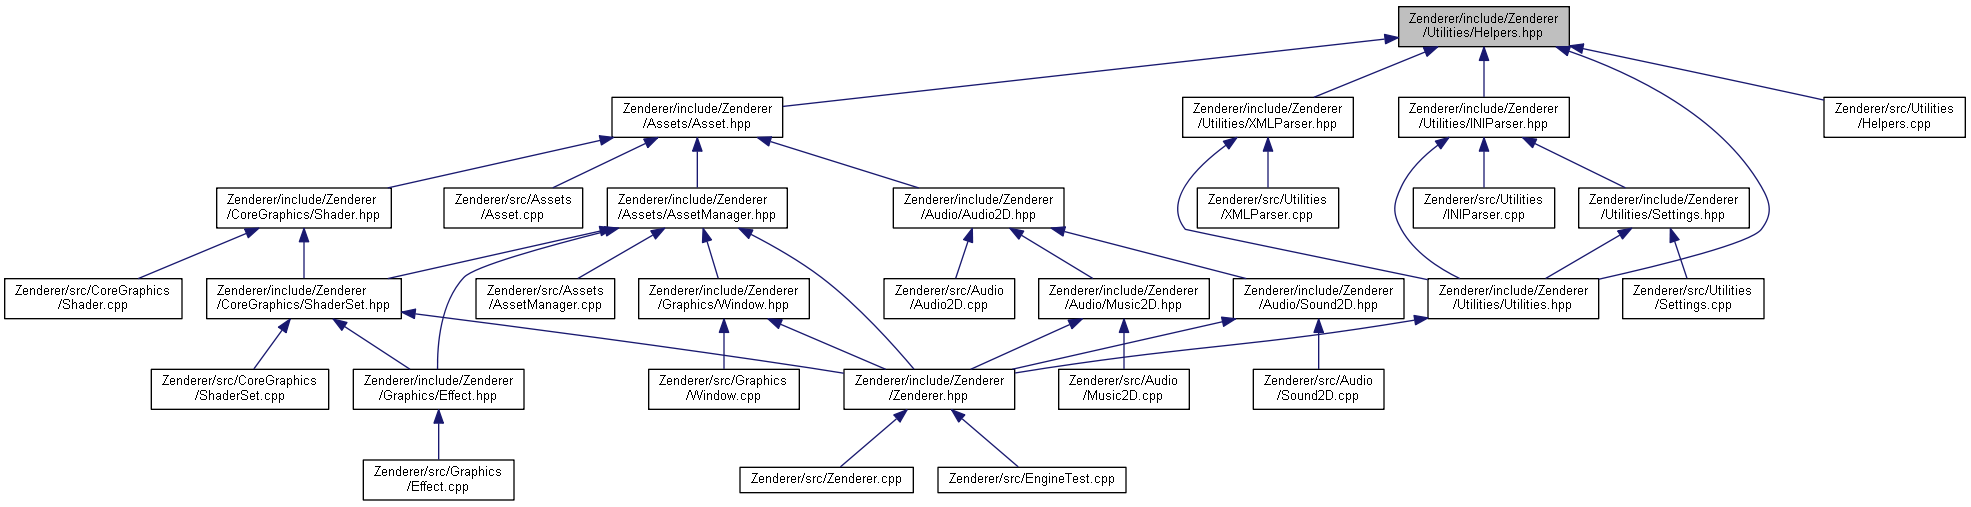 Zenderer/include/Zenderer
/Utilities/Helpers.hpp
Zenderer/include/Zenderer
/Assets/Asset.hpp
Zenderer/include/Zenderer
/Utilities/XMLParser.hpp
Zenderer/include/Zenderer
/Utilities/INIParser.hpp
Zenderer/src/Utilities
/Helpers.cpp
Zenderer/include/Zenderer
/CoreGraphics/Shader.hpp
Zenderer/src/Assets
/Asset.cpp
Zenderer/include/Zenderer
/Assets/AssetManager.hpp
Zenderer/include/Zenderer
/Audio/Audio2D.hpp
Zenderer/src/Utilities
/XMLParser.cpp
Zenderer/src/Utilities
/INIParser.cpp
Zenderer/include/Zenderer
/Utilities/Settings.hpp
Zenderer/src/CoreGraphics
/Shader.cpp
Zenderer/include/Zenderer
/CoreGraphics/ShaderSet.hpp
Zenderer/src/Assets
/AssetManager.cpp
Zenderer/include/Zenderer
/Graphics/Window.hpp
Zenderer/src/Audio
/Audio2D.cpp
Zenderer/include/Zenderer
/Audio/Music2D.hpp
Zenderer/include/Zenderer
/Audio/Sound2D.hpp
Zenderer/include/Zenderer
/Utilities/Utilities.hpp
Zenderer/src/Utilities
/Settings.cpp
Zenderer/src/CoreGraphics
/ShaderSet.cpp
Zenderer/include/Zenderer
/Graphics/Effect.hpp
Zenderer/src/Graphics
/Window.cpp
Zenderer/include/Zenderer
/Zenderer.hpp
Zenderer/src/Audio
/Music2D.cpp
Zenderer/src/Audio
/Sound2D.cpp
Zenderer/src/Graphics
/Effect.cpp
Zenderer/src/Zenderer.cpp
Zenderer/src/EngineTest.cpp